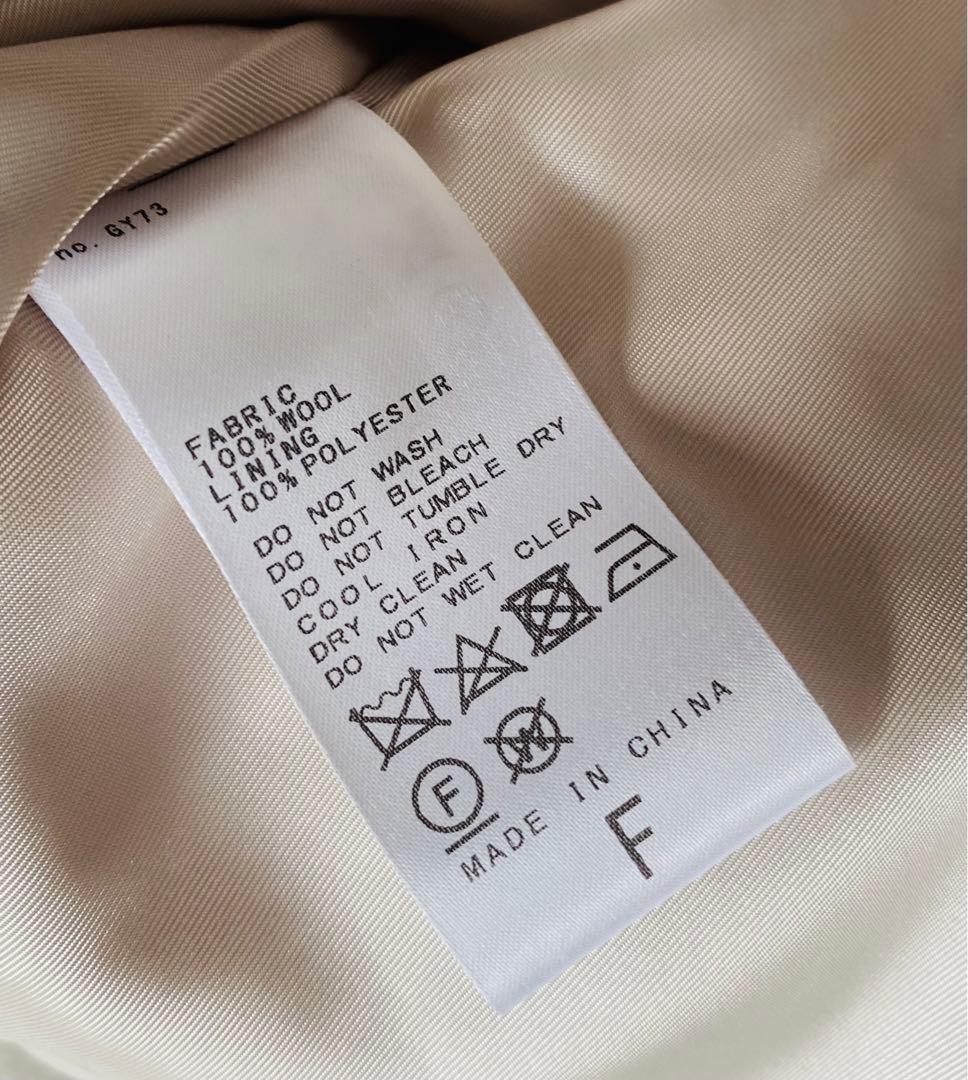 no. GY73
FABRIC
100% WOOL
LINING
100% POLYESTER
DO NOT WASH
DO NOT BLEACH
DO NOT TUMBLE DRY
COOL IRON
DRY CLEAN
DO NOT WET CLEAN
F W
MADE IN CHINA
F